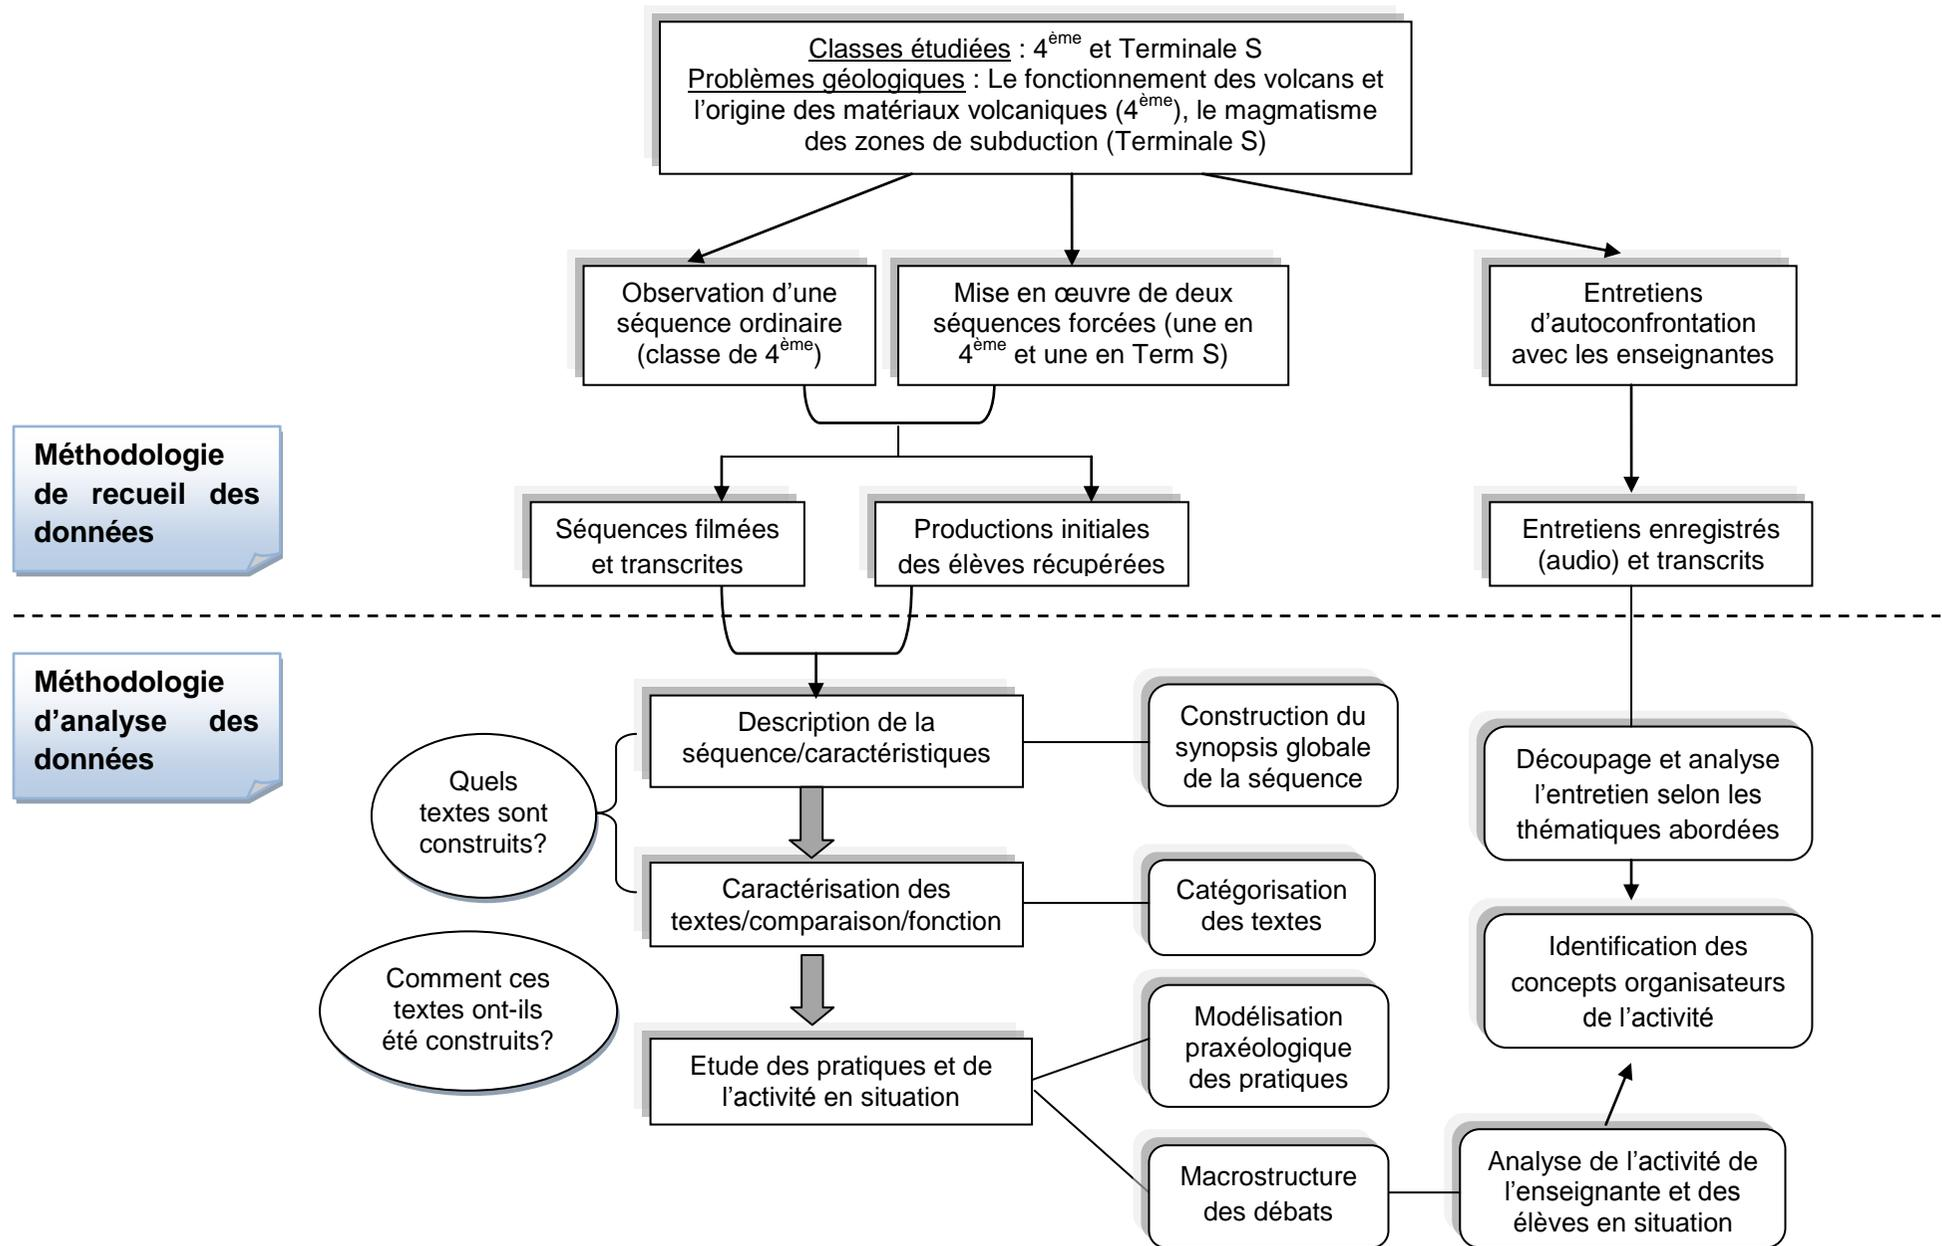 Classes étudiées : 4ème et Terminale S
Problèmes géologiques : Le fonctionnement des volcans et
l’origine des matériaux volcaniques (4ème), le magmatisme
des zones de subduction (Terminale S)
Observation d’une
séquence ordinaire
(classe de 4ème)
Mise en œuvre de deux
séquences forcées (une en
4ème et une en Term S)
Entretiens
d’autoconfrontation
avec les enseignantes
Méthodologie
de recueil des
données
Séquences filmées
et transcrites
Productions initiales
des élèves récupérées
Entretiens enregistrés
(audio) et transcrits
Méthodologie
d’analyse des
données
Quels
textes sont
construits?
Description de la
séquence/caractéristiques
Construction du
synopsis globale
de la séquence
Découpage et analyse
l’entretien selon les
thématiques abordées
Caractérisation des
textes/comparaison/fonction
Catégorisation
des textes
Identification des
concepts organisateurs
de l’activité
Comment ces
textes ont-ils
été construits?
Etude des pratiques et de
l’activité en situation
Modélisation
praxéologique
des pratiques
Macrostructure
des débats
Analyse de l’activité de
l’enseignante et des
élèves en situation